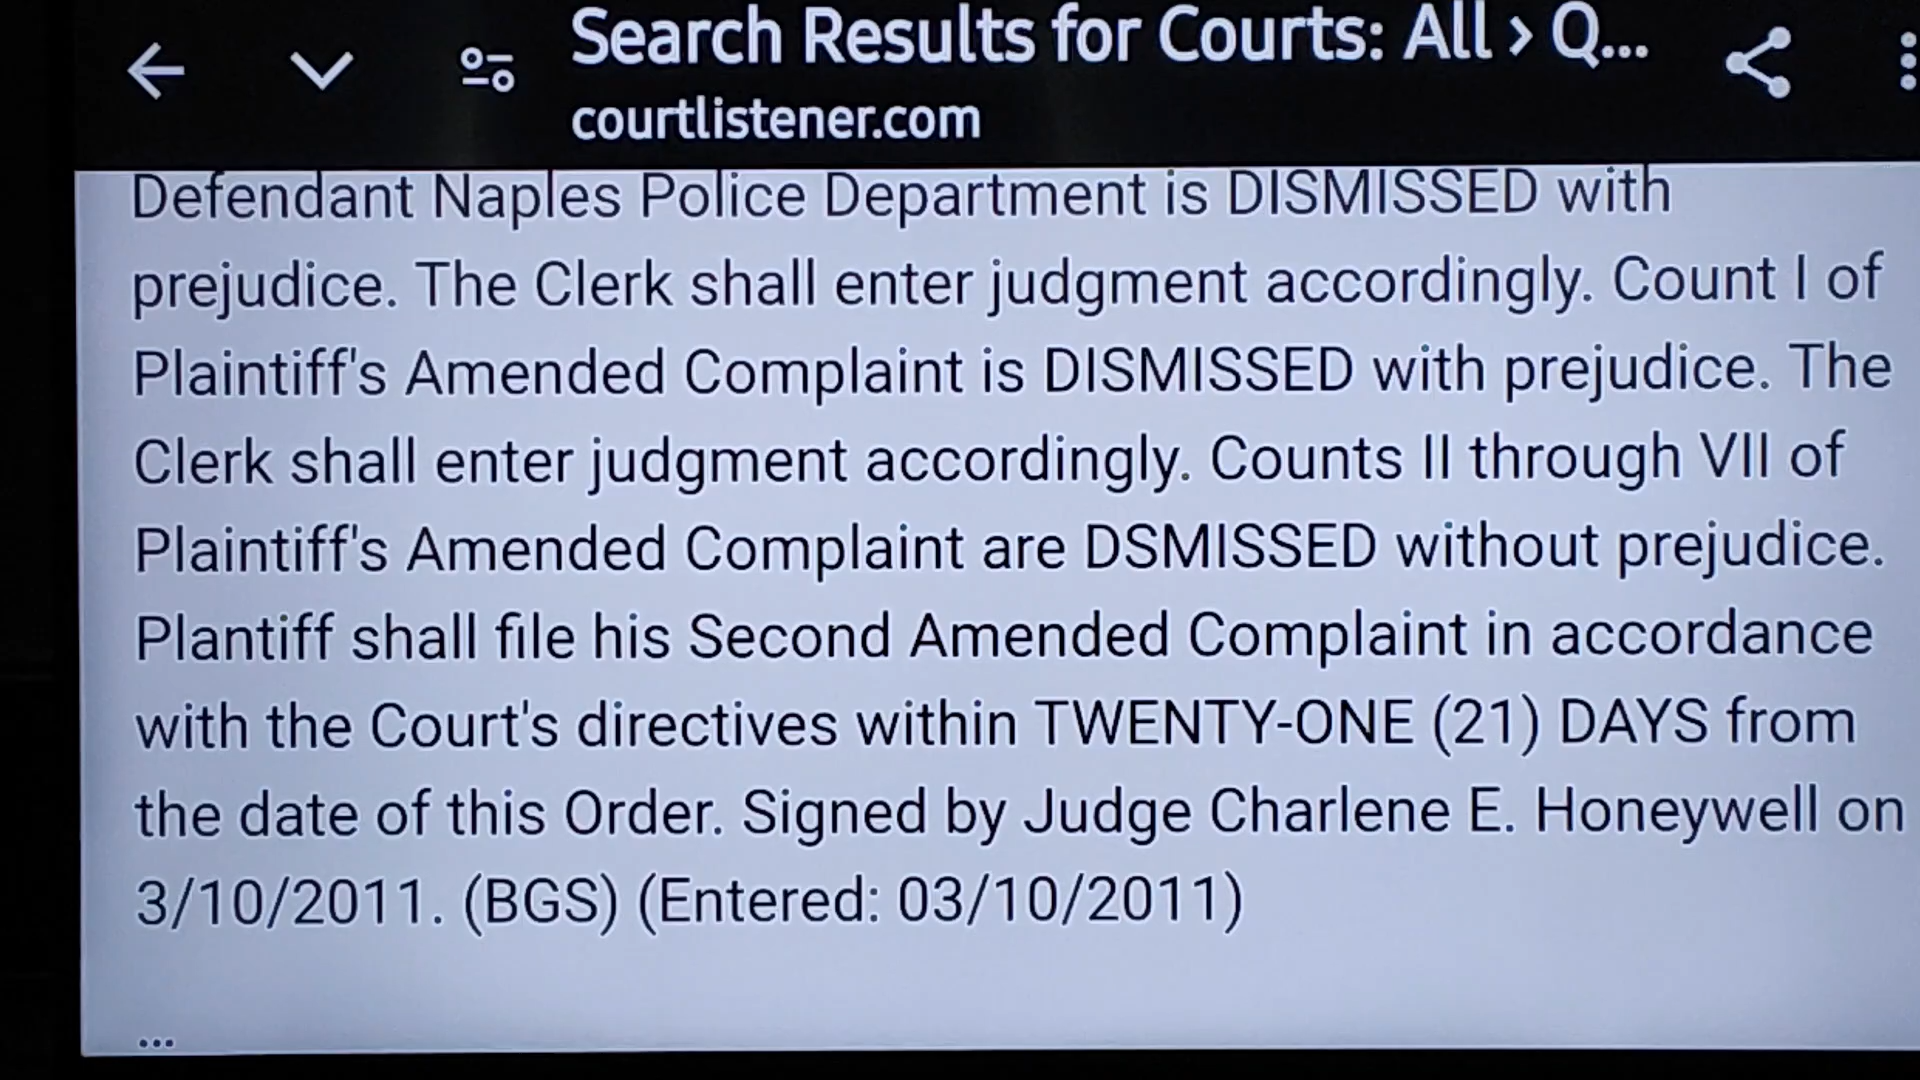 Search Results for Courts: All › Q...
courtlistener.com
Defendant Naples Police Department is DISMISSED with
prejudice. The Clerk shall enter judgment accordingly. Count I of
Plaintiff's Amended Complaint is DISMISSED with prejudice. The
Clerk shall enter judgment accordingly. Counts II through VII of
Plaintiff's Amended Complaint are DSMISSED without prejudice.
Plantiff shall file his Second Amended Complaint in accordance
with the Court's directives within TWENTY-ONE (21) DAYS from
the date of this Order. Signed by Judge Charlene E. Honeywell on
3/10/2011. (BGS) (Entered: 03/10/2011)
...